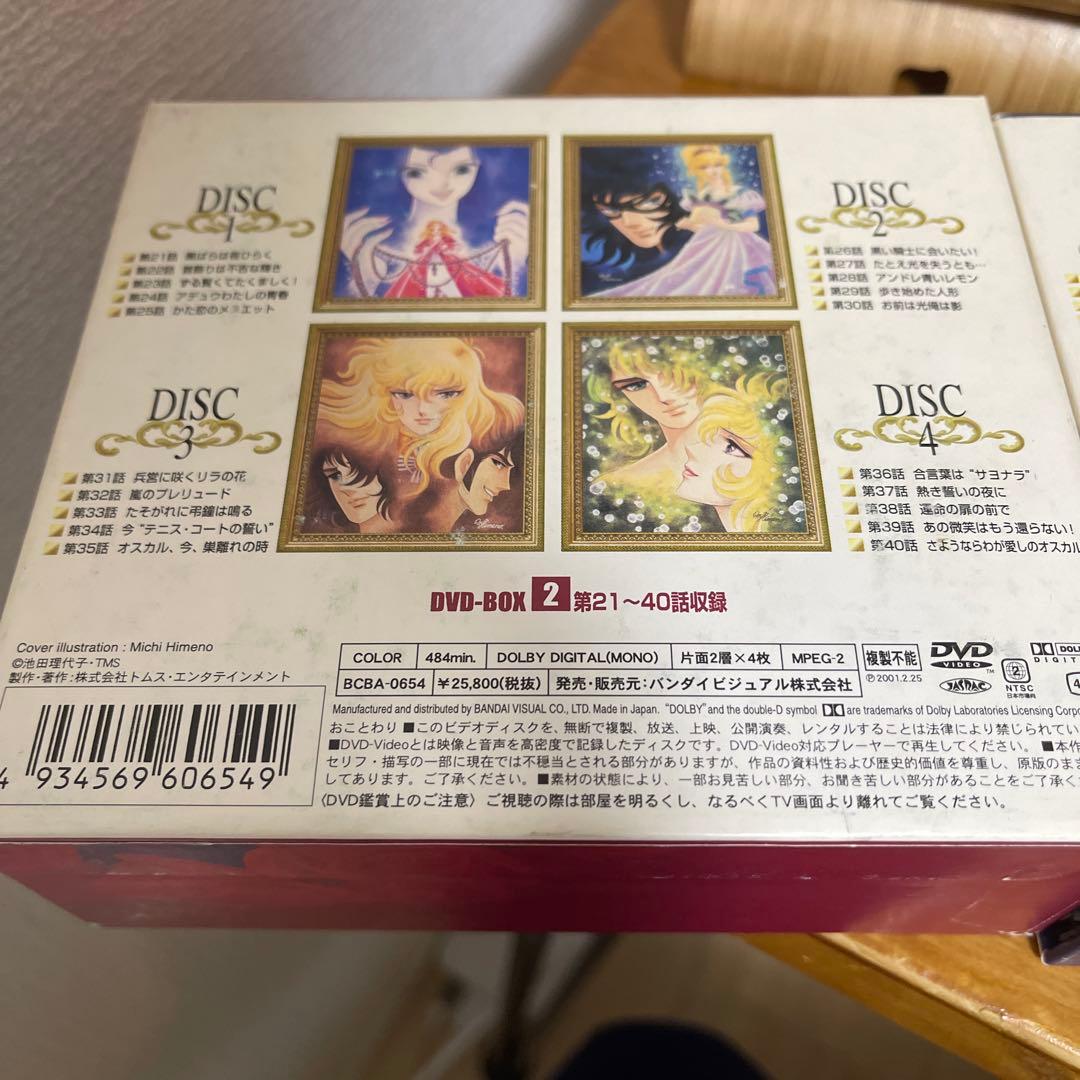 DISC
1
第21話 黒ばらは夜ひらく
第22話 首飾りは不吉な輝き
第23話 ずる賢くてたくましく!
第24話 アデュウわたしの青春
第25話 かた恋のメヌエット
DISC
2
第26話 黒い騎士に会いたい!
第27話 たとえ光を失うとも…
第28話 アンドレ青いレモン
第29話 歩き始めた人形
第30話 お前は光俺は影
DISC
3
第31話 兵営に咲くリラの花
第32話 嵐のプレリュード
第33話 たそがれに弔鐘は鳴る
第34話 今“テニス・コートの誓い”
第35話 オスカル、今、巣離れの時
DISC
4
第36話 合言葉は“サヨナラ”
第37話 熱き誓いの夜に
第38話 運命の扉の前で
第39話 あの微笑はもう還らない!
第40話 さようならわが愛しのオスカル
DVD-BOX 2 第21〜40話収録
Cover illustration : Michi Himeno
©池田理代子・TMS
製作・著作:株式会社トムス・エンタテインメント
COLOR 484min. DOLBY DIGITAL(MONO) 片面2層×4枚 MPEG-2
BCBA-0654 ¥25,800(税抜) 発売・販売元:バンダイビジュアル株式会社
複製不能
℗2001.2.25
DVD
VIDEO
JASRAC
2
NTSC
日本市場向
DOL
DIGIT
4
Manufactured and distributed by BANDAI VISUAL CO., LTD. Made in Japan. “DOLBY” and the double-D symbol are trademarks of Dolby Laboratories Licensing Corpor
おことわり ■このビデオディスクを、無断で複製、放送、上映、公開演奏、レンタルすることは法律により禁じられてい
■DVD-Videoとは映像と音声を高密度で記録したディスクです。DVD-Video対応プレーヤーで再生してください。 ■本作
セリフ・描写の一部に現在では不穏当とされる部分がありますが、作品の資料性および歴史的価値を尊重し、原版のまま
してあります。ご了承ください。 ■素材の状態により、一部お見苦しい部分、お聞き苦しい部分があることをご了承く
〈DVD鑑賞上のご注意〉ご視聴の際は部屋を明るくし、なるべくTV画面より離れてご覧ください。
4 934569 606549